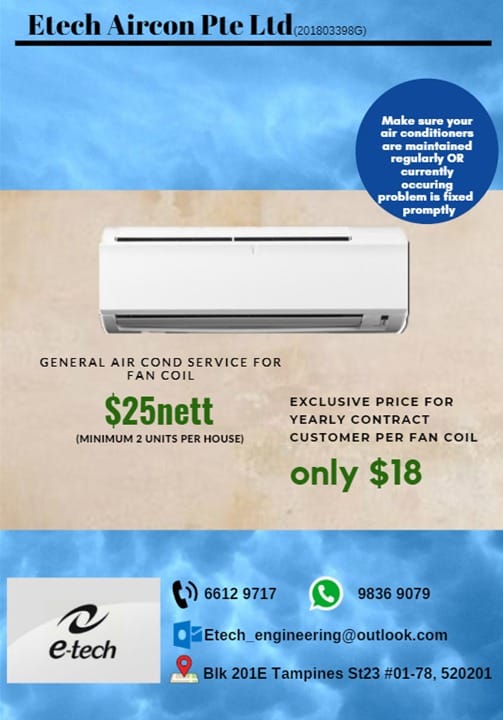 Etech Aircon Pte Ltd(201803398G)
Make sure your
air conditioners
are maintained
regularly OR
currently
occuring
problem is fixed
promptly
GENERAL AIR COND SERVICE FOR
FAN COIL
$25nett
(MINIMUM 2 UNITS PER HOUSE)
EXCLUSIVE PRICE FOR
YEARLY CONTRACT
CUSTOMER PER FAN COIL
only $18
e-tech
6612 9717
9836 9079
Etech_engineering@outlook.com
Blk 201E Tampines St23 #01-78, 520201